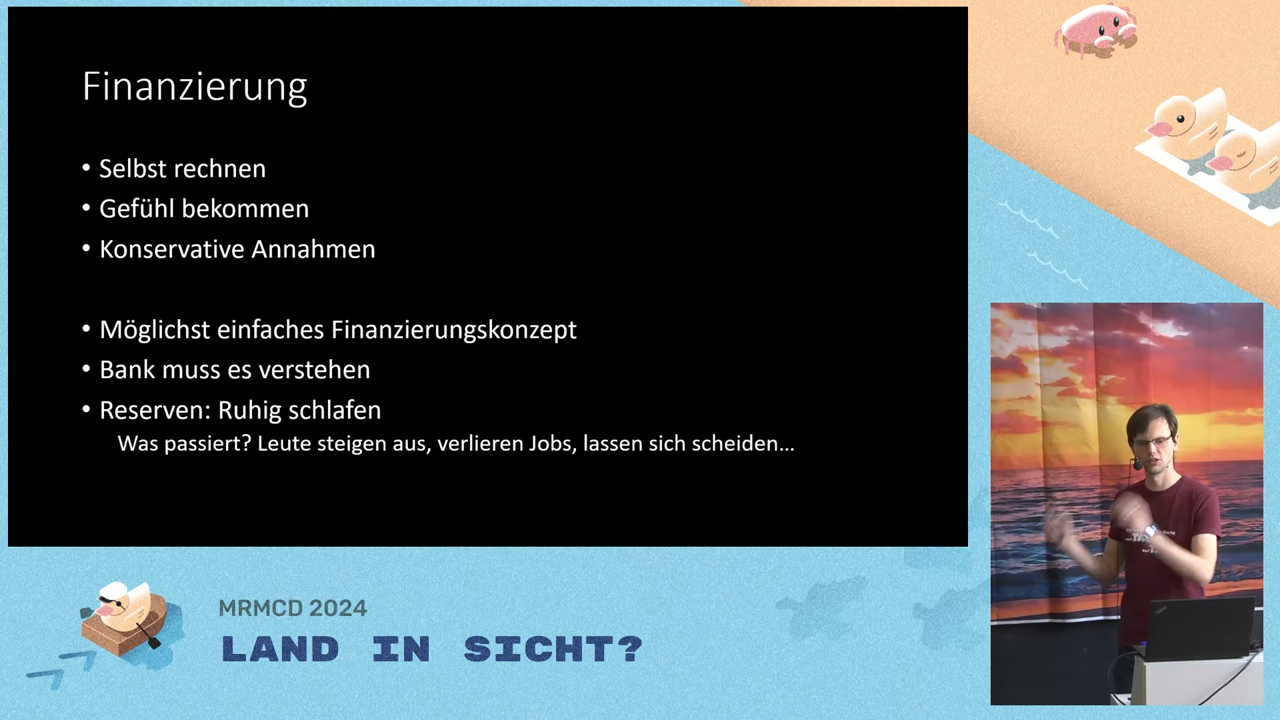 Finanzierung
• Selbst rechnen
• Gefühl bekommen
• Konservative Annahmen
• Möglichst einfaches Finanzierungskonzept
• Bank muss es verstehen
• Reserven: Ruhig schlafen
Was passiert? Leute steigen aus, verlieren Jobs, lassen sich scheiden...
MRMCD 2024
LAND IN SICHT?